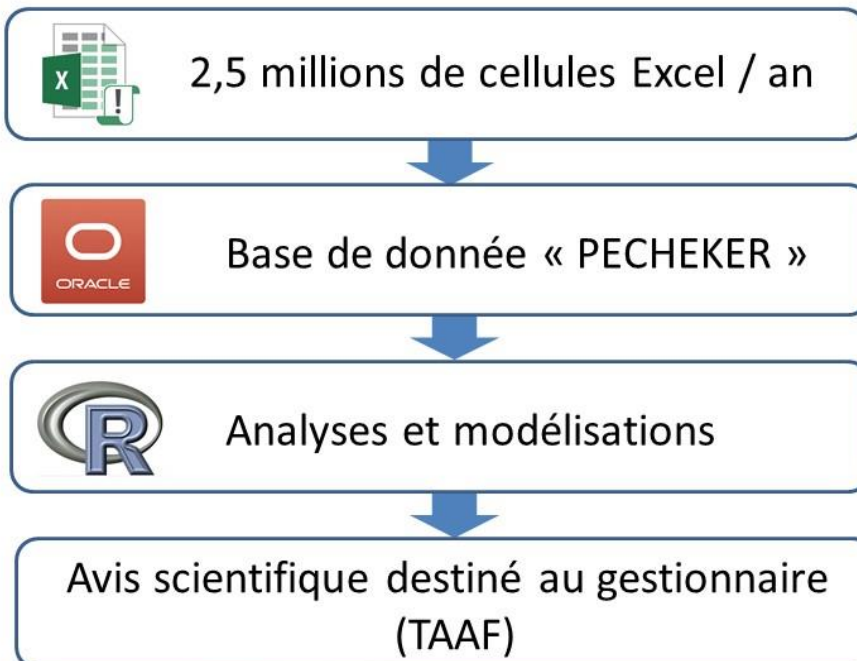 X
!
2,5 millions de cellules Excel / an
ORACLE
Base de donnée « PECHEKER »
R
Analyses et modélisations
Avis scientifique destiné au gestionnaire
(TAAF)